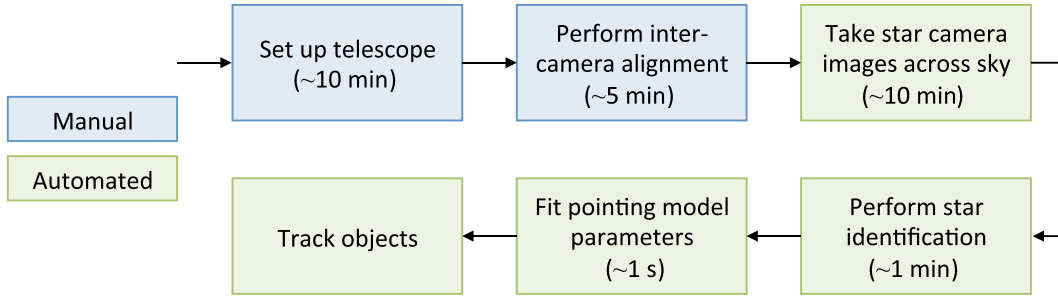 Set up telescope
(~10 min)
Perform inter-
camera alignment
(~5 min)
Take star camera
images across sky
(~10 min)
Manual
Automated
Track objects
Fit pointing model
parameters
(~1 s)
Perform star
identification
(~1 min)